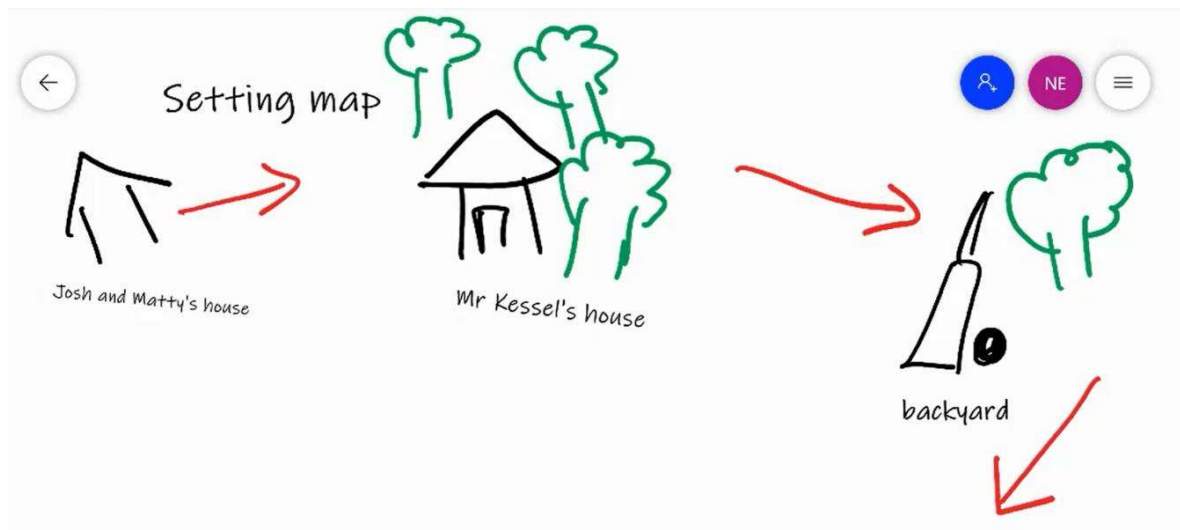 Setting map
NE
Josh and Matty's house
Mr Kessel's house
backyard